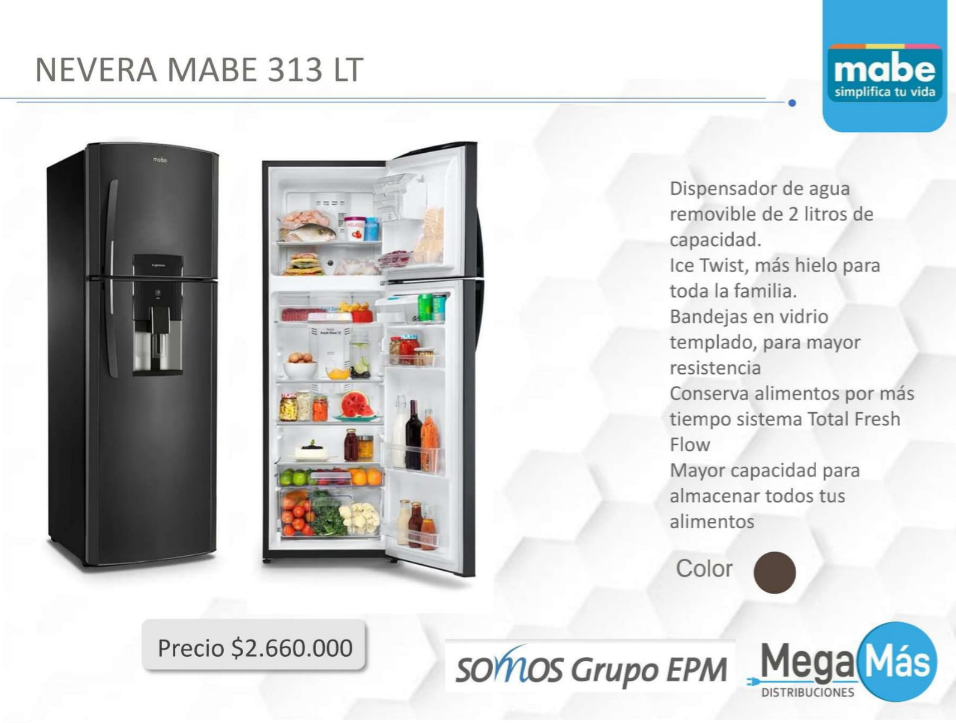 NEVERA MABE 313 LT
mabe
simplifica tu vida
mabe
Dispensador de agua
removible de 2 litros de
capacidad.
Ice Twist, más hielo para
toda la familia.
Bandejas en vidrio
templado, para mayor
resistencia
Conserva alimentos por más
tiempo sistema Total Fresh
Flow
Mayor capacidad para
almacenar todos tus
alimentos
Color
Precio $2.660.000
SOMOS Grupo EPM
Mega Más
DISTRIBUCIONES